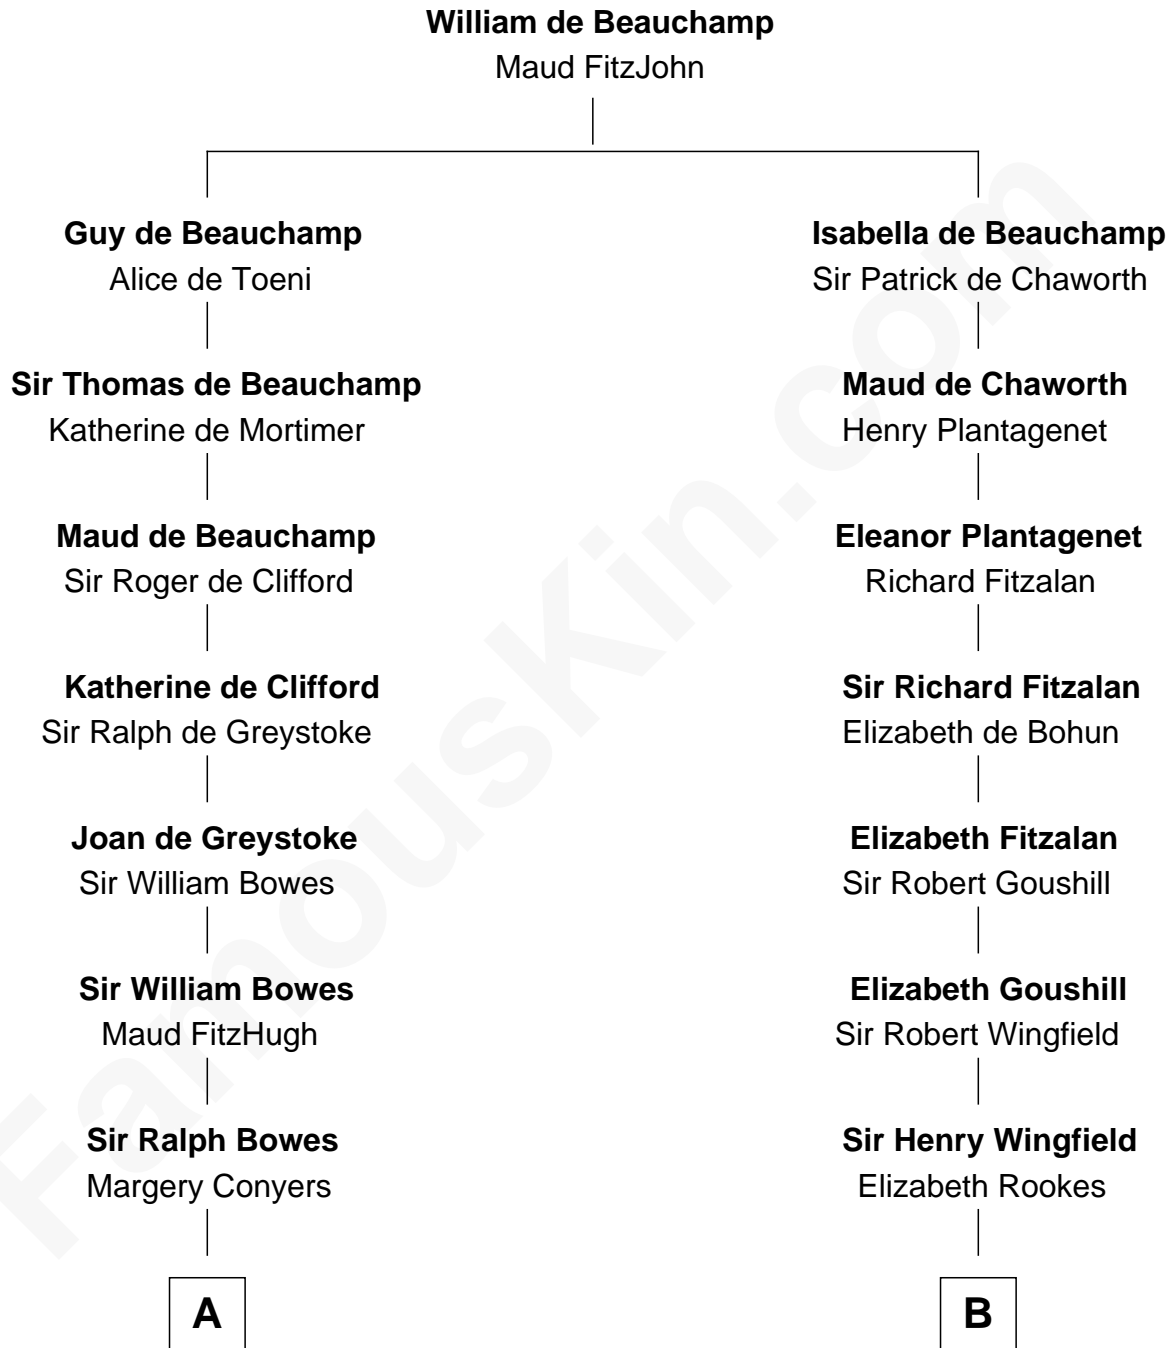 William de Beauchamp
Maud FitzJohn
Guy de Beauchamp
Alice de Toeni
Isabella de Beauchamp
Sir Patrick de Chaworth
Sir Thomas de Beauchamp
Katherine de Mortimer
Maud de Chaworth
Henry Plantagenet
Maud de Beauchamp
Sir Roger de Clifford
Eleanor Plantagenet
Richard Fitzalan
Katherine de Clifford
Sir Ralph de Greystoke
Sir Richard Fitzalan
Elizabeth de Bohun
Joan de Greystoke
Sir William Bowes
Elizabeth Fitzalan
Sir Robert Goushill
Sir William Bowes
Maud FitzHugh
Elizabeth Goushill
Sir Robert Wingfield
Sir Ralph Bowes
Margery Conyers
Sir Henry Wingfield
Elizabeth Rookes
A
B
FamousKin.com